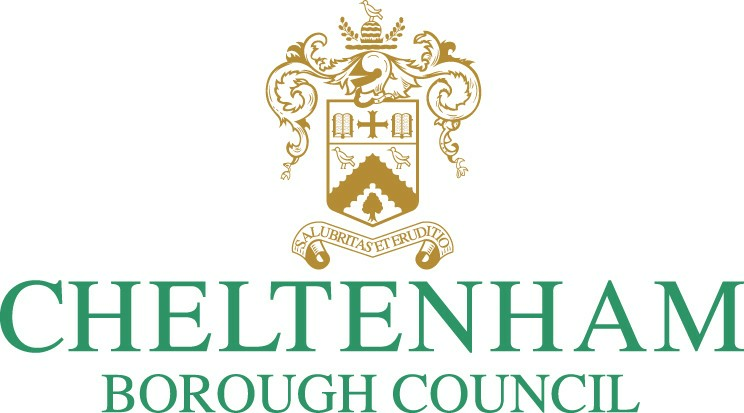 SALUBRITAS ET ERUDITIO
CHELTENHAM
BOROUGH COUNCIL